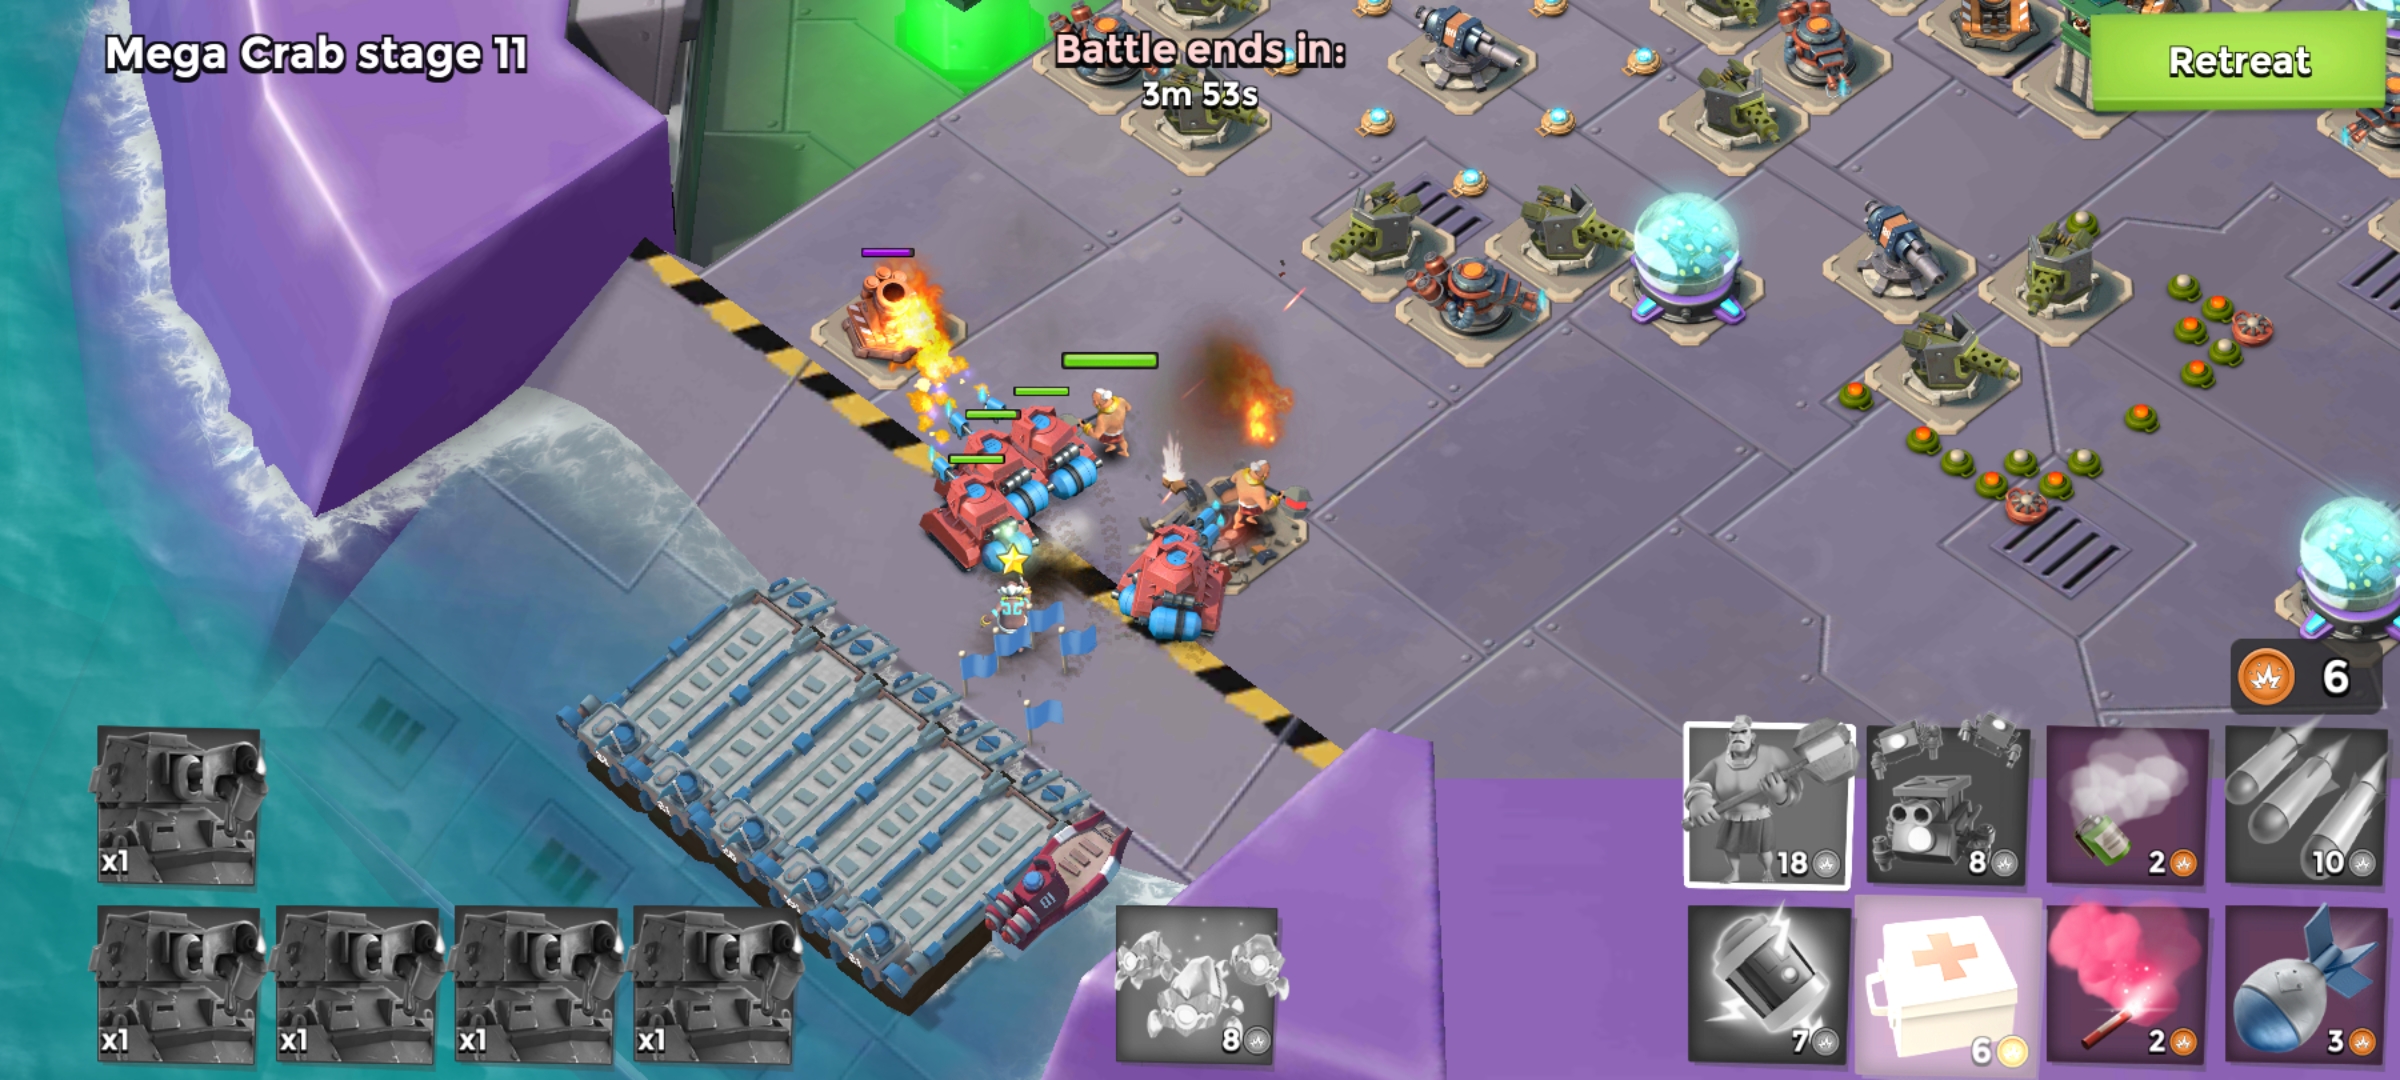 Mega Crab stage 11
Battle ends in:
3m 53s
Retreat
6
x1
18
8
2
10
x1
x1
x1
x1
8
7
6
2
3